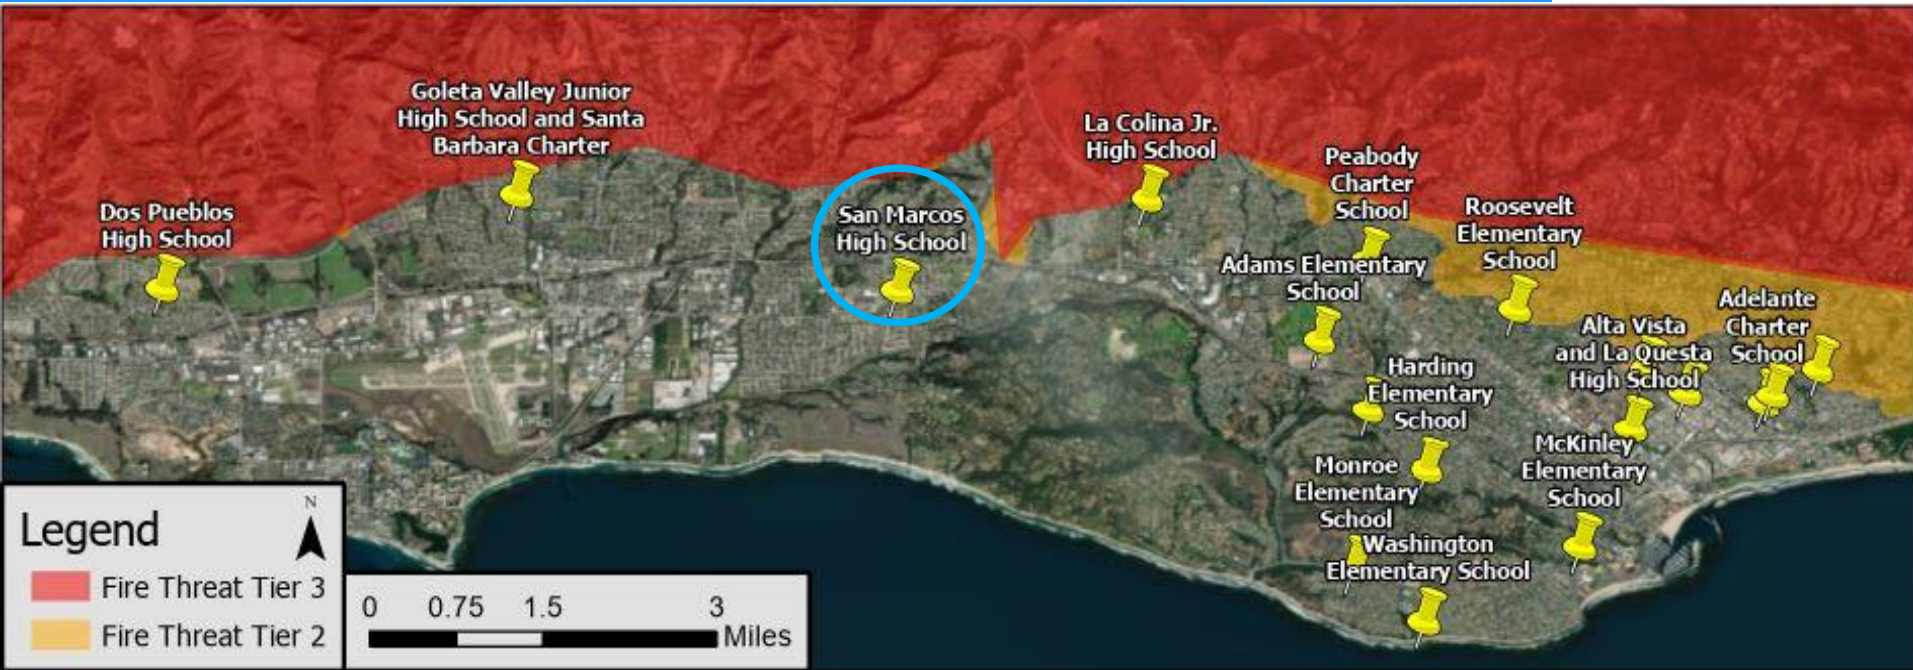 Goleta Valley Junior
High School and Santa
Barbara Charter
La Colina Jr.
High School
Peabody
Charter
School
Dos Pueblos
High School
San Marcos
High School
Roosevelt
Elementary
School
Adams Elementary
School
Adelante
Charter
School
Alta Vista
and La Questa
High School
Harding
Elementary
School
McKinley
Elementary
School
Monroe
Elementary
School
Washington
Elementary School
Legend
N
Fire Threat Tier 3
Fire Threat Tier 2
0 0.75 1.5 3
Miles